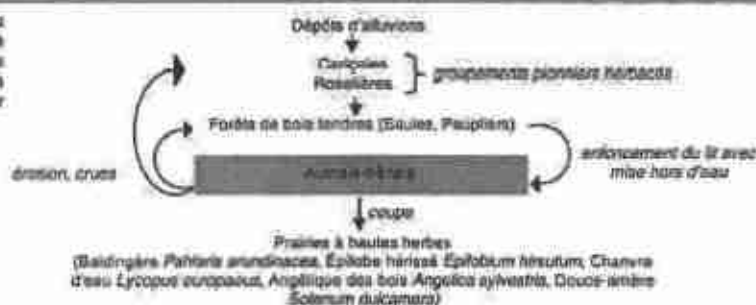 Dépôts d'alluvions
Cariçaies
Roselières
groupements pionniers herbacés
Forêts de bois tendres (Saules, Peupliers)
érosion, crues
enfoncement du lit avec
mise hors d'eau
coupe
Prairies à hautes herbes
(Baldingère Phalaris arundinacea, Epilobe hérissé Epilobium hirsutum, Chanvre
d'eau Lycopus europaeus, Angélique des bois Angelica sylvestris, Douce-amère
Solanum dulcamara)